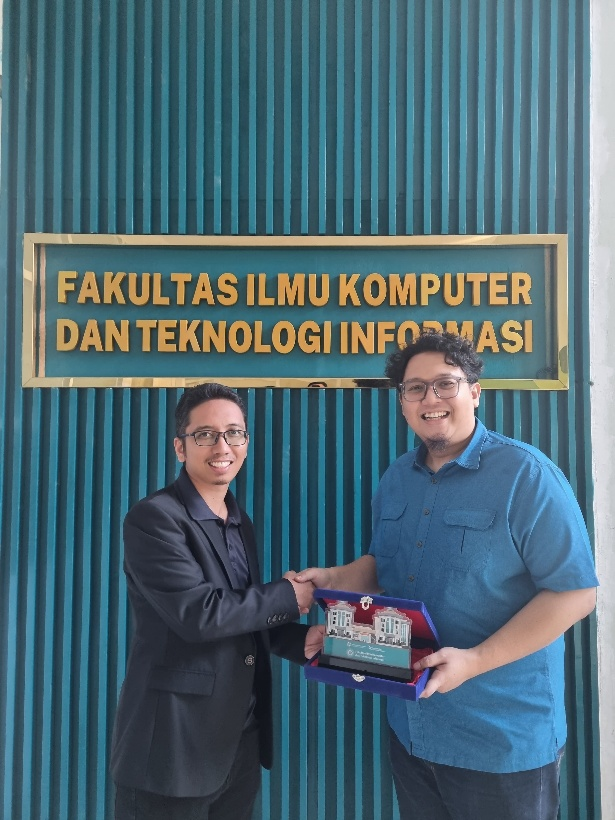 FAKULTAS ILMU KOMPUTER
DAN TEKNOLOGI INFORMASI